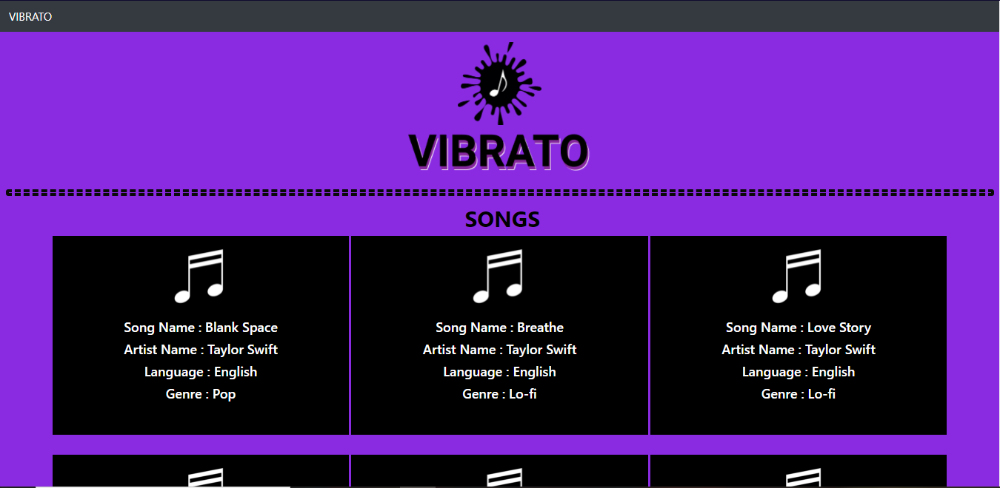 VIBRATO
VIBRATO
SONGS
Song Name : Blank Space
Artist Name : Taylor Swift
Language : English
Genre : Pop
Song Name : Breathe
Artist Name : Taylor Swift
Language : English
Genre : Lo-fi
Song Name : Love Story
Artist Name : Taylor Swift
Language : English
Genre : Lo-fi